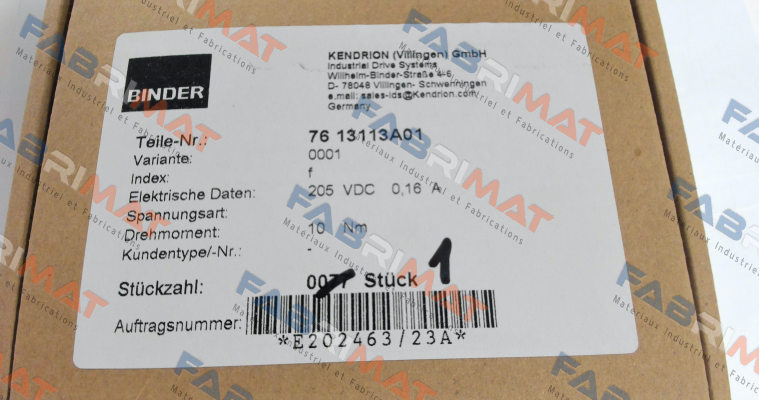 BINDER
KENDRION (Villingen) GmbH
Industrial Drive Systems
Wilhelm-Binder-Straße 4-6,
D- 78048 Villingen- Schwenningen
e.mail: sales-ids@Kendrion.com
Germany
Teile-Nr.: 76 13113A01
Variante: 0001
Index: f
Elektrische Daten: 205 VDC 0,16 A
Spannungsart:
Drehmoment: 10 Nm
Kundentype/-Nr.: -
Stückzahl: Stück 1
Auftragsnummer:
*E202463/23A*
FABRIMAT
Matériaux Industriel et Fabrications